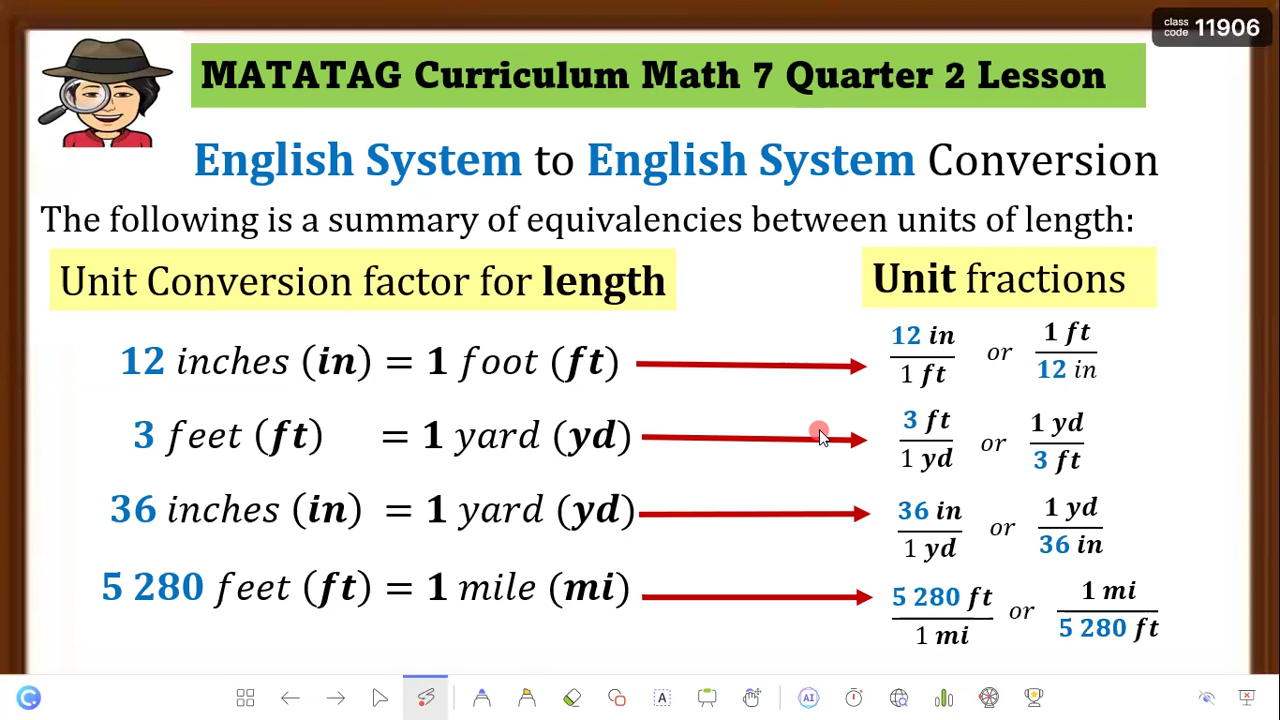 class code 11906
MATATAG Curriculum Math 7 Quarter 2 Lesson
English System to English System Conversion
The following is a summary of equivalencies between units of length:
Unit Conversion factor for length
Unit fractions
12 inches (in) = 1 foot (ft)
12 in / 1 ft or 1 ft / 12 in
3 feet (ft) = 1 yard (yd)
3 ft / 1 yd or 1 yd / 3 ft
36 inches (in) = 1 yard (yd)
36 in / 1 yd or 1 yd / 36 in
5 280 feet (ft) = 1 mile (mi)
5 280 ft / 1 mi or 1 mi / 5 280 ft
A
AI